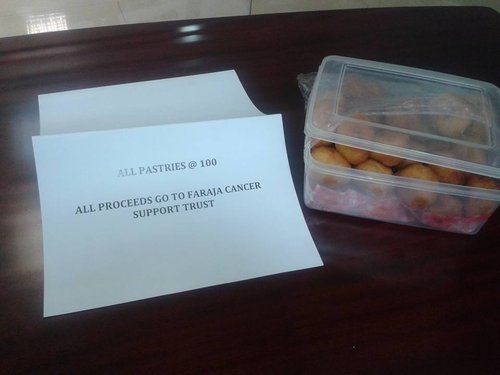 ALL PASTRIES @ 100
ALL PROCEEDS GO TO FARAJA CANCER
SUPPORT TRUST